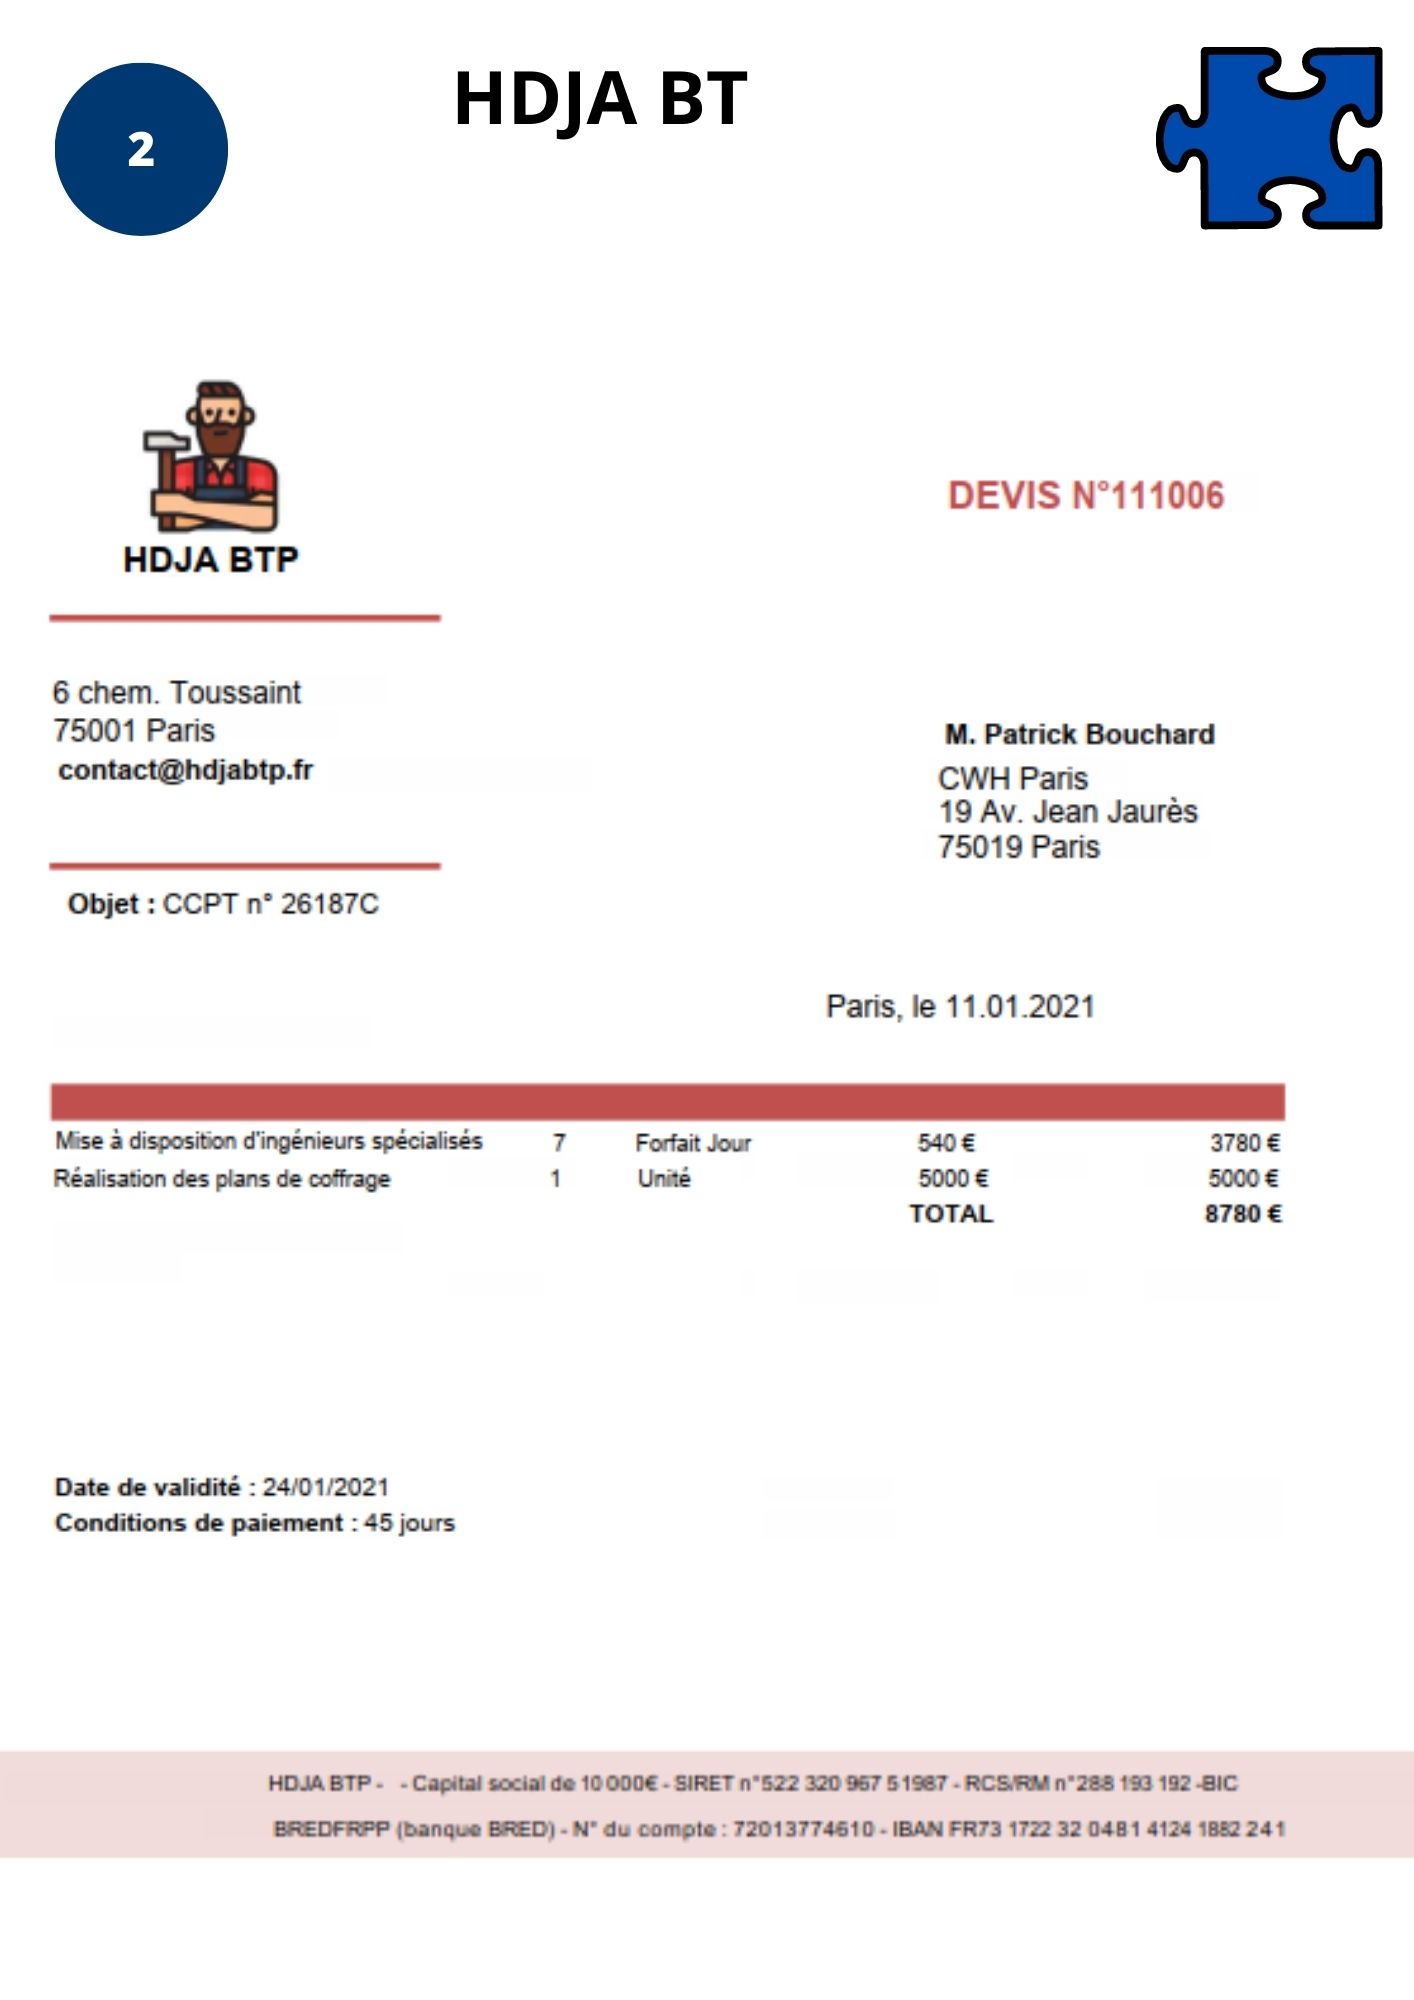 2
HDJA BT
HDJA BTP
DEVIS N°111006
6 chem. Toussaint
75001 Paris
contact@hdjabtp.fr
M. Patrick Bouchard
CWH Paris
19 Av. Jean Jaurès
75019 Paris
Objet : CCPT n° 26187C
Paris, le 11.01.2021
Mise à disposition d'ingénieurs spécialisés 7 Forfait Jour 540 € 3780 €
Réalisation des plans de coffrage 1 Unité 5000 € 5000 €
TOTAL 8780 €
Date de validité : 24/01/2021
Conditions de paiement : 45 jours
HDJA BTP - - Capital social de 10 000€ - SIRET n°522 320 967 51987 - RCS/RM n°288 193 192 -BIC
BREDFRPP (banque BRED) - N° du compte : 72013774610 - IBAN FR73 1722 32 0481 4124 1882 241